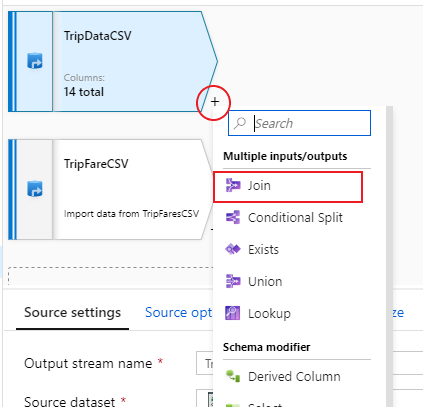 TripDataCSV
Columns:
14 total
+
Search
Multiple inputs/outputs
Join
Conditional Split
Exists
Union
Lookup
Schema modifier
Derived Column
Select
TripFareCSV
Import data from TripFaresCSV
Source settings
Source opt
ze
Output stream name *
Tr
Source dataset *